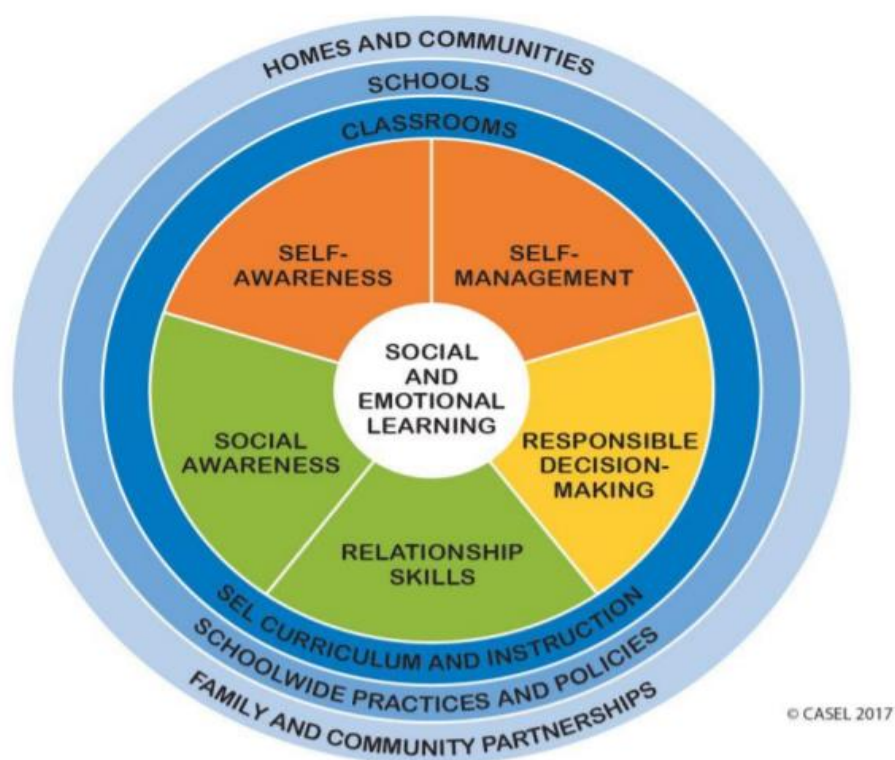 HOMES AND COMMUNITIES
SCHOOLS
CLASSROOMS
SELF-
AWARENESS
SELF-
MANAGEMENT
SOCIAL
AND
EMOTIONAL
LEARNING
SOCIAL
AWARENESS
RESPONSIBLE
DECISION-
MAKING
RELATIONSHIP
SKILLS
SEL CURRICULUM AND INSTRUCTION
SCHOOLWIDE PRACTICES AND POLICIES
FAMILY AND COMMUNITY PARTNERSHIPS
© CASEL 2017